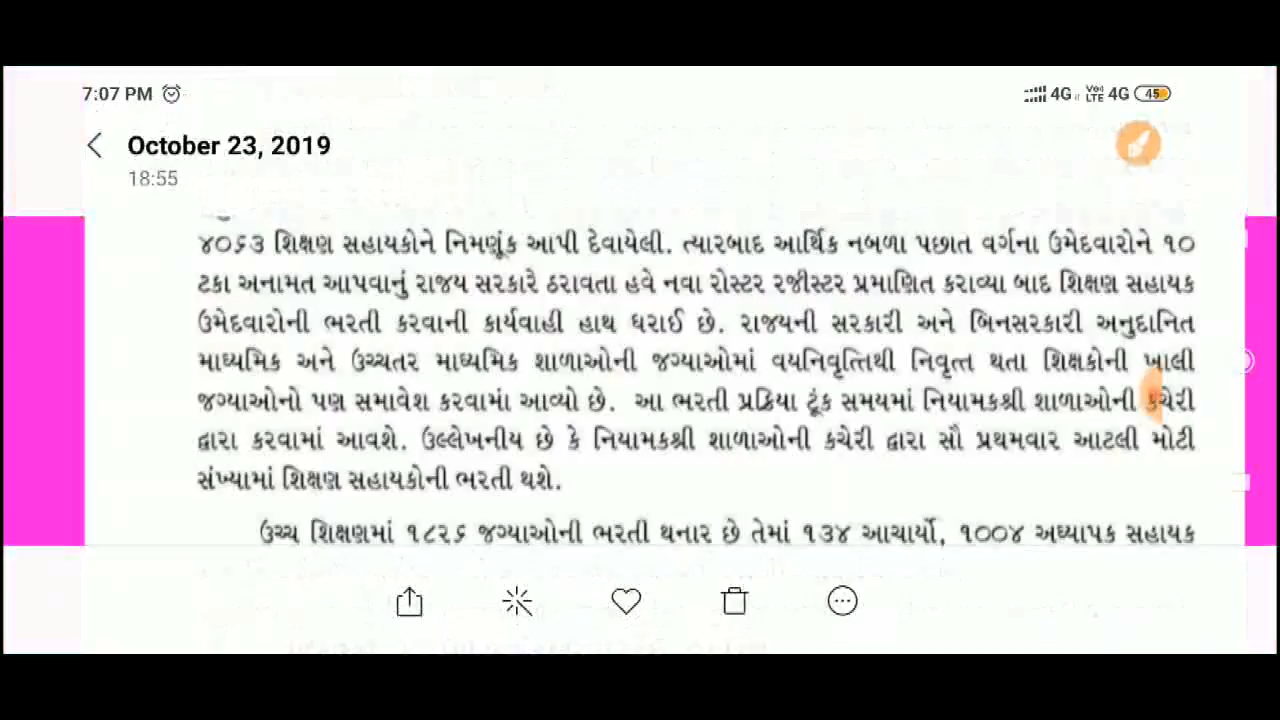 7:07 PM
4G VoLTE 4G 45
October 23, 2019
18:55
૪૦૬૩ શિક્ષણ સહાયકોને નિમણૂંક આપી દેવાયેલી. ત્યારબાદ આર્થિક નબળા પછાત વર્ગના ઉમેદવારોને ૧૦
ટકા અનામત આપવાનું રાજય સરકારે ઠરાવતા હવે નવા રોસ્ટર રજીસ્ટર પ્રમાણિત કરાવ્યા બાદ શિક્ષણ સહાયક
ઉમેદવારોની ભરતી કરવાની કાર્યવાહી હાથ ધરાઈ છે. રાજયની સરકારી અને બિનસરકારી અનુદાનિત
માધ્યમિક અને ઉચ્ચતર માધ્યમિક શાળાઓની જગ્યાઓમાં વયનિવૃત્તિથી નિવૃત્ત થતા શિક્ષકોની ખાલી
જગ્યાઓનો પણ સમાવેશ કરવામાં આવ્યો છે. આ ભરતી પ્રક્રિયા ટૂંક સમયમાં નિયામકશ્રી શાળાઓની કચેરી
દ્વારા કરવામાં આવશે. ઉલ્લેખનીય છે કે નિયામકશ્રી શાળાઓની કચેરી દ્વારા સૌ પ્રથમવાર આટલી મોટી
સંખ્યામાં શિક્ષણ સહાયકોની ભરતી થશે.
ઉચ્ચ શિક્ષણમાં ૧૮૨૬ જગ્યાઓની ભરતી થનાર છે તેમાં ૧૩૪ આચાર્યો, ૧૦૦૪ અધ્યાપક સહાયક